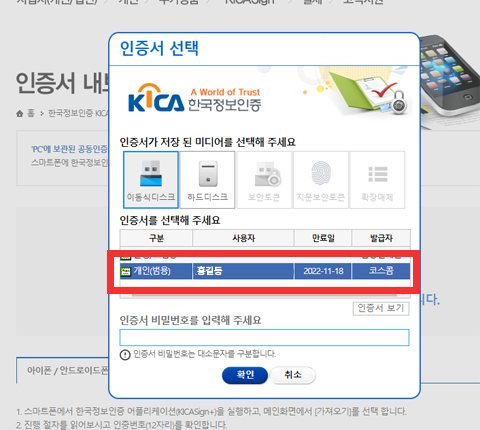 인증서 선택
KICA
A World of Trust
한국정보인증
인증서가 저장 된 미디어를 선택해 주세요
이동식디스크 하드디스크 보안토큰 지문보안토큰 확장매체
인증서를 선택해 주세요
구분 사용자 만료일 발급자
개인(범용) 홍길동 2022-11-18 코스콤
인증서 보기
인증서 비밀번호를 입력해 주세요
인증서 비밀번호는 대소문자를 구분합니다.
확인 취소
인증서 내보
홈 > 한국정보인증 KICA
'PC'에 보관된 공동인증
스마트폰에 한국정보인
니다.
아이폰 / 안드로이드폰
1. 스마트폰에서 한국정보인증 어플리케이션(KICASign+)을 실행하고, 메인화면에서 [가져오기]를 선택 합니다.
2. 진행 절차를 읽어보시고 인증번호(12자리)를 확인합니다.